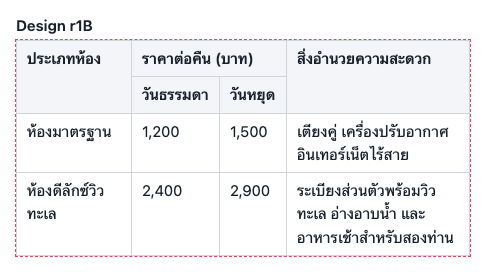 Design r1B
ประเภทห้อง ราคาต่อคืน (บาท) สิ่งอำนวยความสะดวก
วันธรรมดา วันหยุด
ห้องมาตรฐาน 1,200 1,500 เตียงคู่ เครื่องปรับอากาศ
อินเทอร์เน็ตไร้สาย
ห้องดีลักซ์วิว 2,400 2,900 ระเบียงส่วนตัวพร้อมวิว
ทะเล ทะเล อ่างอาบน้ำ และ
อาหารเช้าสำหรับสองท่าน